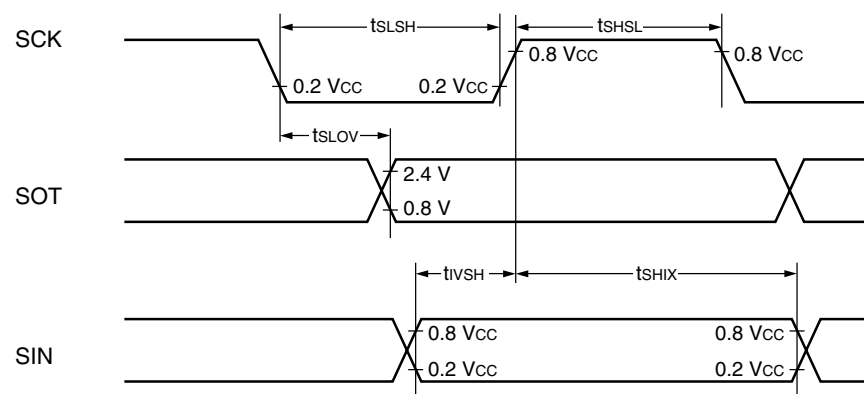 SCK
tSLSH
tSHSL
0.2 VCC
0.2 VCC
0.8 VCC
0.8 VCC
tSLOV
SOT
2.4 V
0.8 V
tIVSH
tSHIX
SIN
0.8 VCC
0.8 VCC
0.2 VCC
0.2 VCC